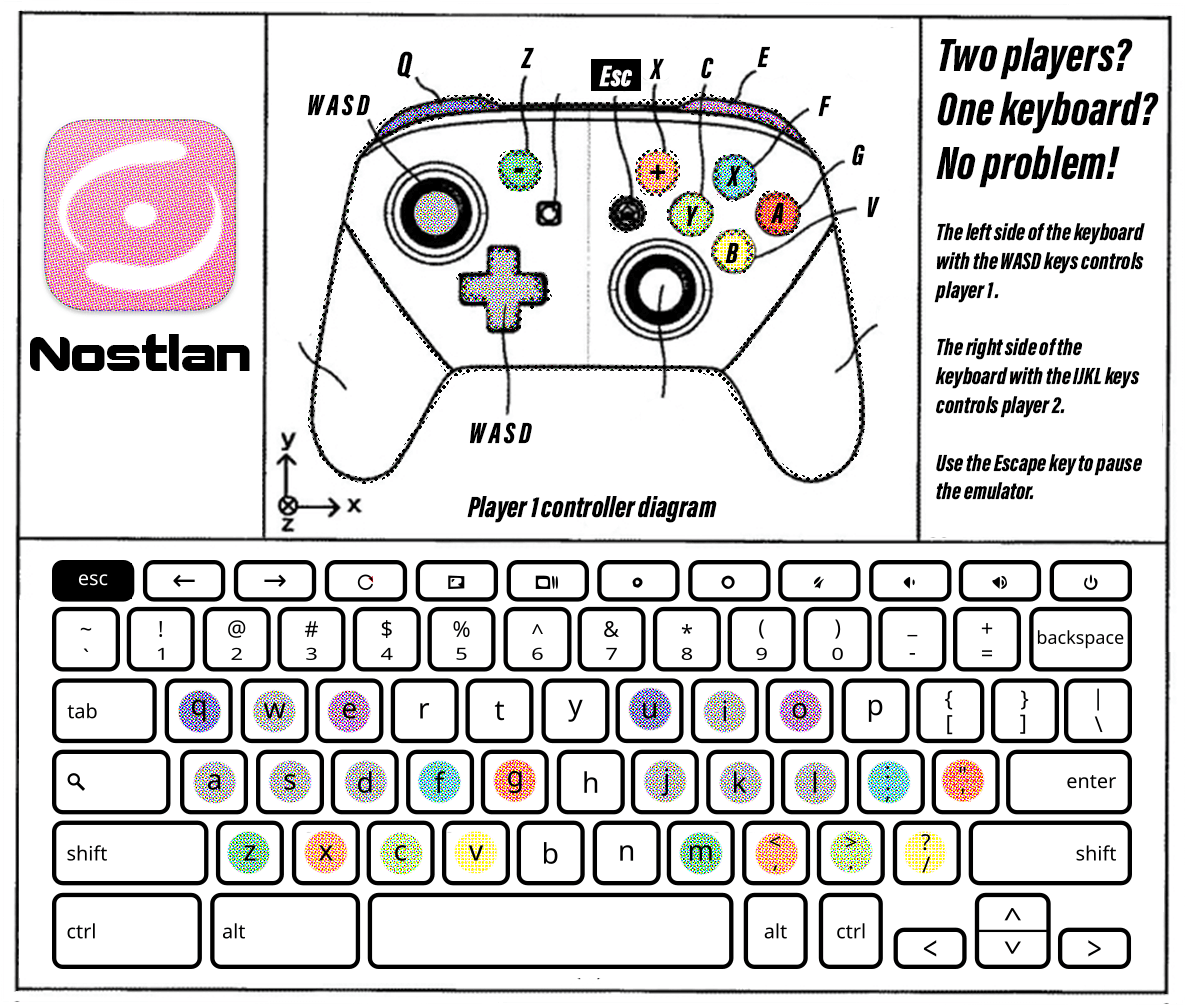 Nostlan
Q
Z
Esc
X
C
E
WASD
F
G
V
-
+
X
Y
A
B
WASD
y
x
z
Player 1 controller diagram
Two players?
One keyboard?
No problem!
The left side of the keyboard
with the WASD keys controls
player 1.
The right side of the
keyboard with the IJKL keys
controls player 2.
Use the Escape key to pause
the emulator.
esc
~ ! @ # $ % ^ & * ( ) _ +
` 1 2 3 4 5 6 7 8 9 0 - = backspace
tab q w e r t y u i o p { } |
[ ] \
a s d f g h j k l : " enter
; '
shift z x c v b n m < > ? shift
, . /
ctrl alt alt ctrl < ^ v >